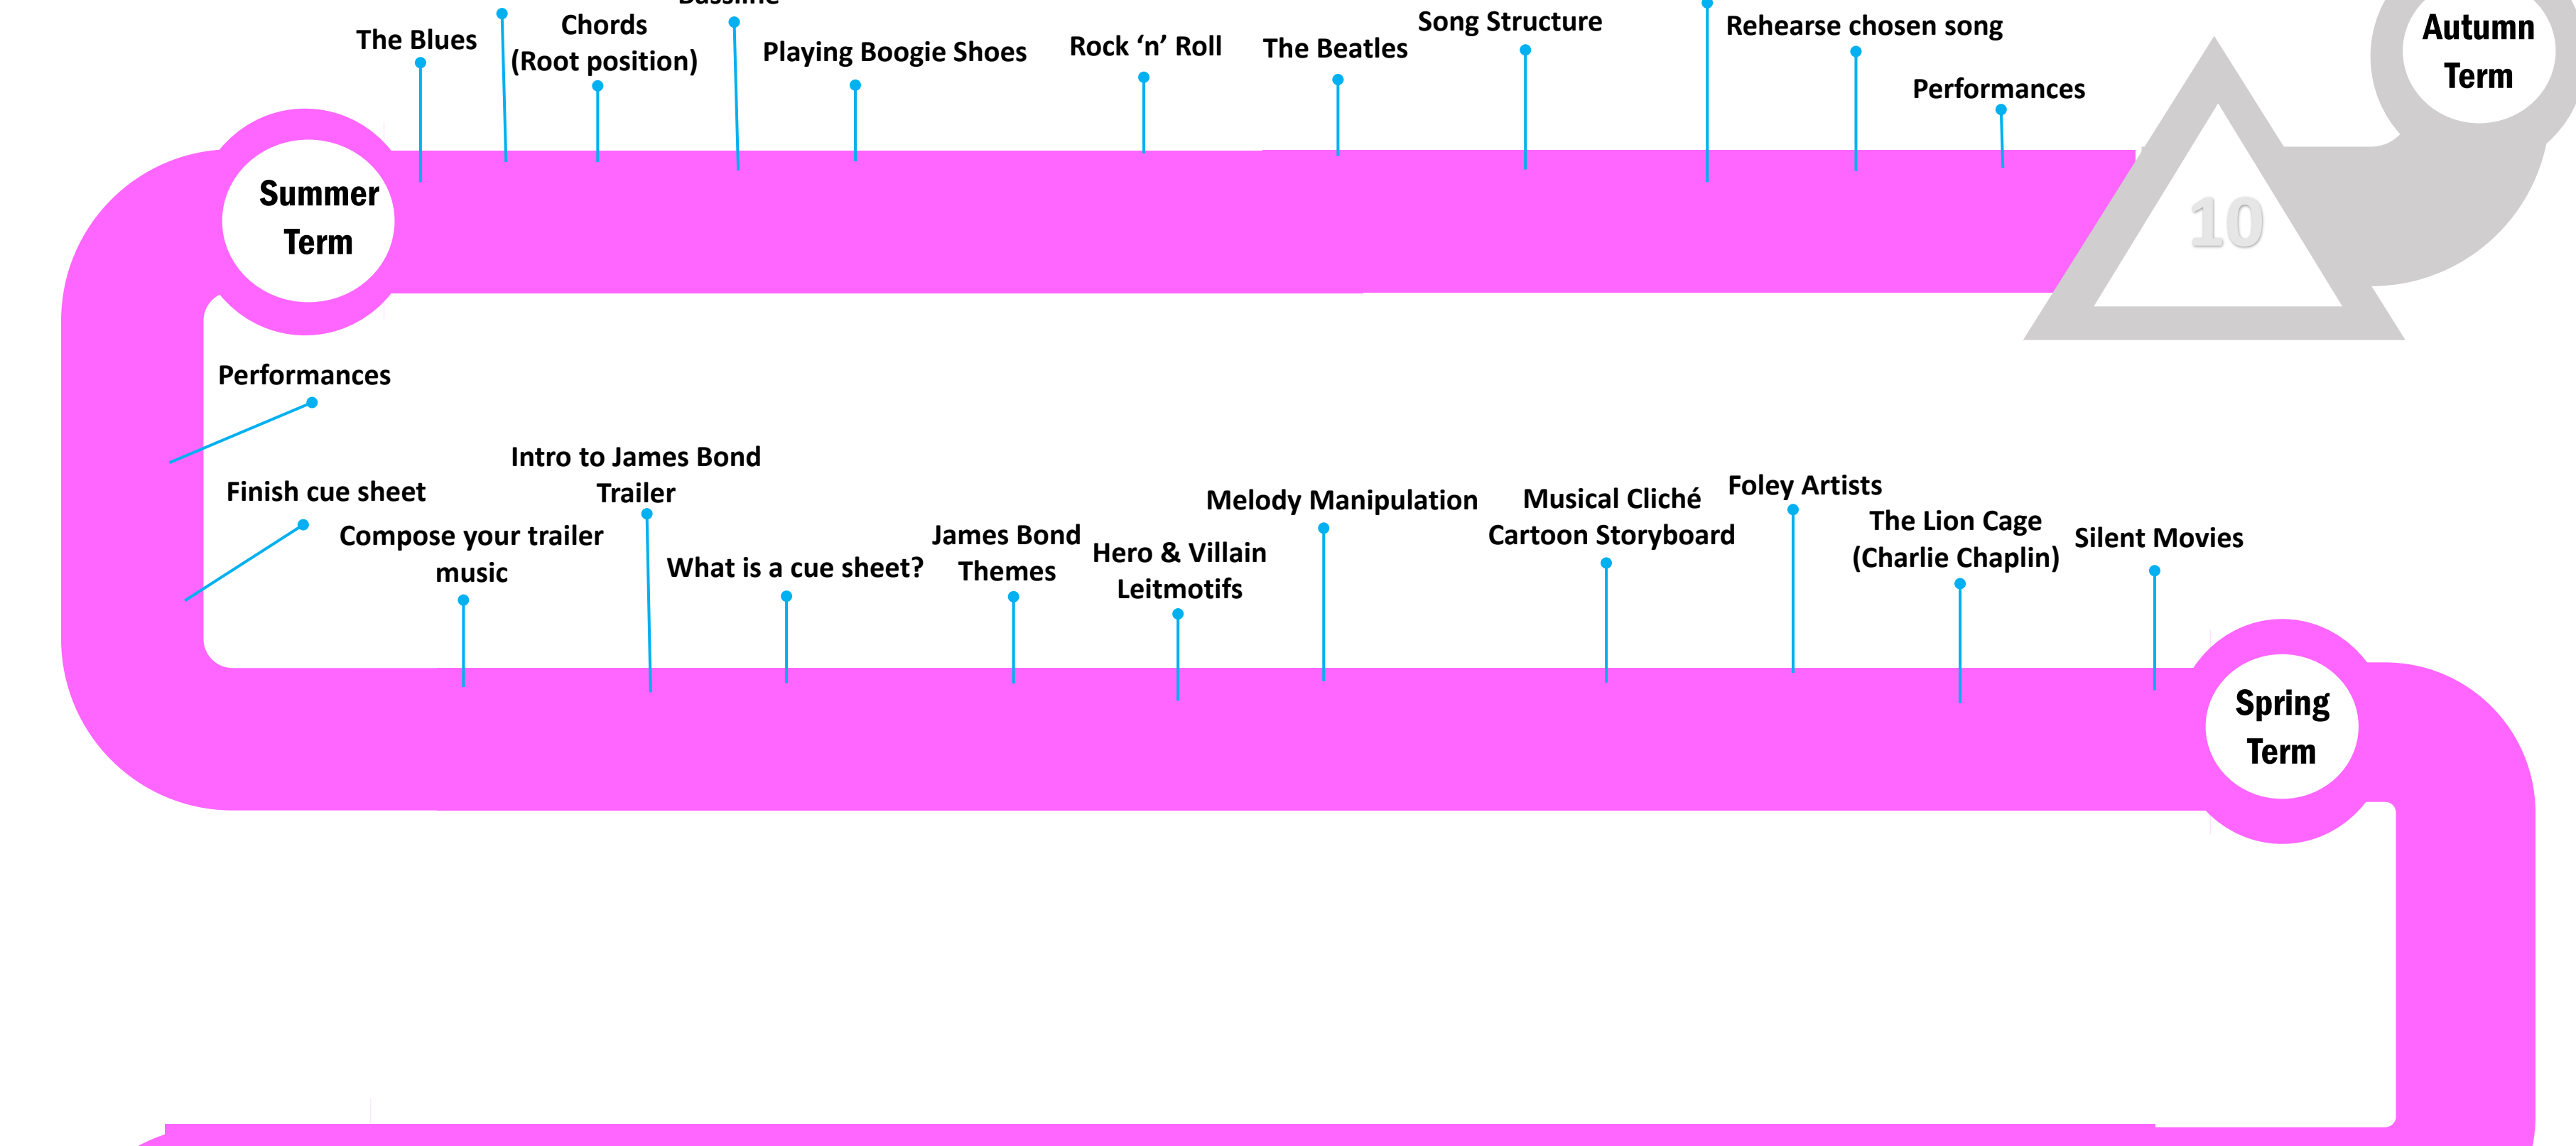 Bassline
The Blues
Chords
(Root position)
Playing Boogie Shoes
Rock ‘n’ Roll
The Beatles
Song Structure
Rehearse chosen song
Performances
Autumn
Term
Summer
Term
10
Performances
Finish cue sheet
Compose your trailer
music
Intro to James Bond
Trailer
What is a cue sheet?
James Bond
Themes
Hero & Villain
Leitmotifs
Melody Manipulation
Musical Cliché
Cartoon Storyboard
Foley Artists
The Lion Cage
(Charlie Chaplin)
Silent Movies
Spring
Term